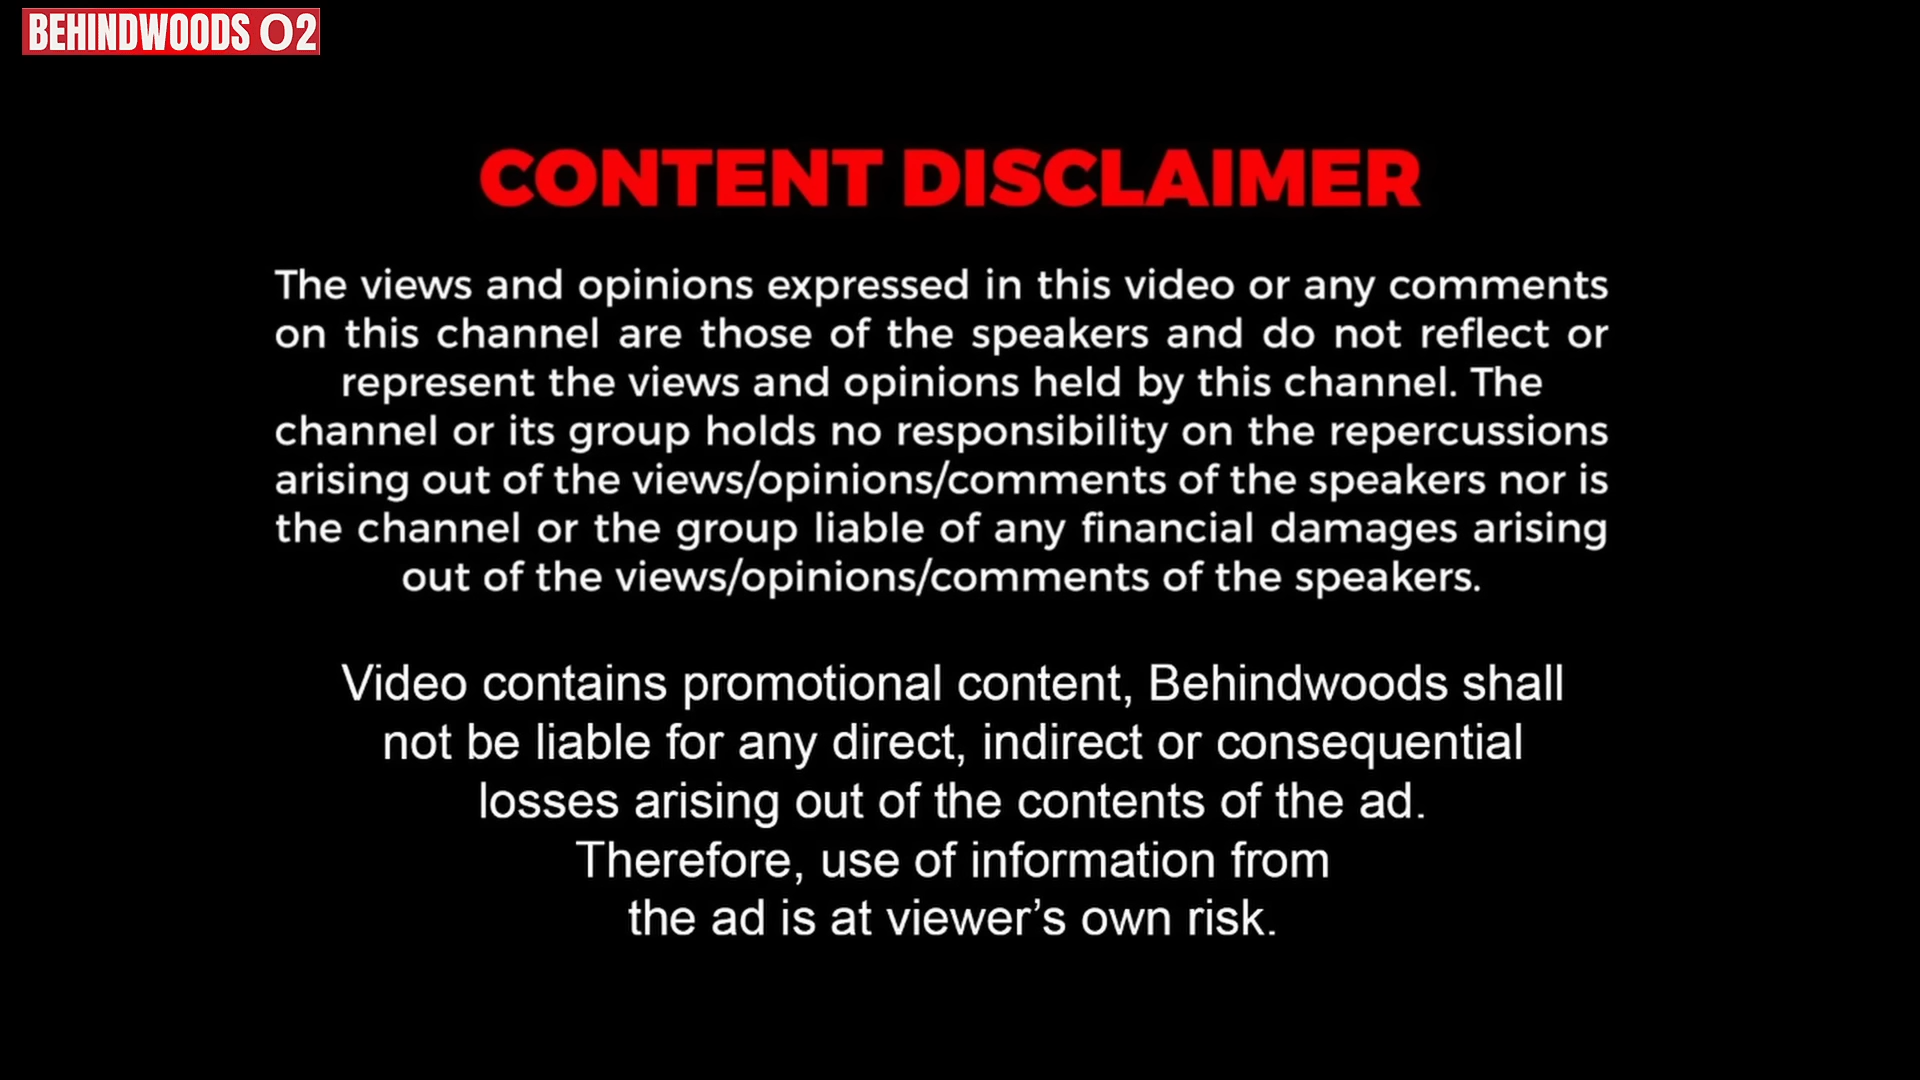 BEHINDWOODS O2
CONTENT DISCLAIMER
The views and opinions expressed in this video or any comments
on this channel are those of the speakers and do not reflect or
represent the views and opinions held by this channel. The
channel or its group holds no responsibility on the repercussions
arising out of the views/opinions/comments of the speakers nor is
the channel or the group liable of any financial damages arising
out of the views/opinions/comments of the speakers.
Video contains promotional content, Behindwoods shall
not be liable for any direct, indirect or consequential
losses arising out of the contents of the ad.
Therefore, use of information from
the ad is at viewer’s own risk.